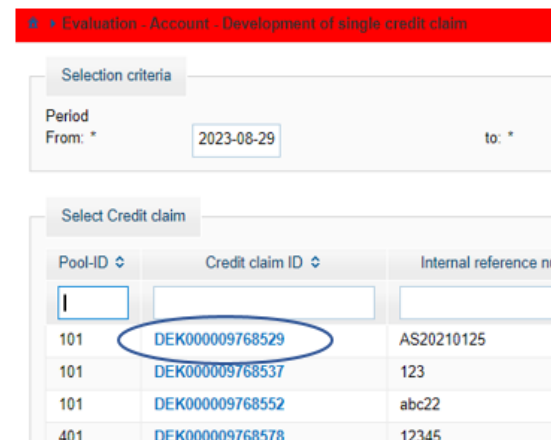 Evaluation - Account - Development of single credit claim
Selection criteria
Period
From: * 2023-08-29 to: *
Select Credit claim
Pool-ID Credit claim ID Internal reference nu
101 DEK000009768529 AS20210125
101 DEK000009768537 123
101 DEK000009768552 abc22
401 DEK000009768578 12345